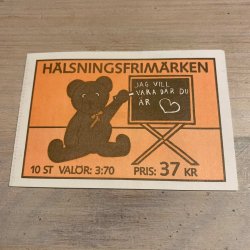 HÄLSNINGSFRIMÄRKEN
JAG VILL
VARA DÄR DU
ÄR
10 ST VALÖR: 3:70 PRIS: 37 KR